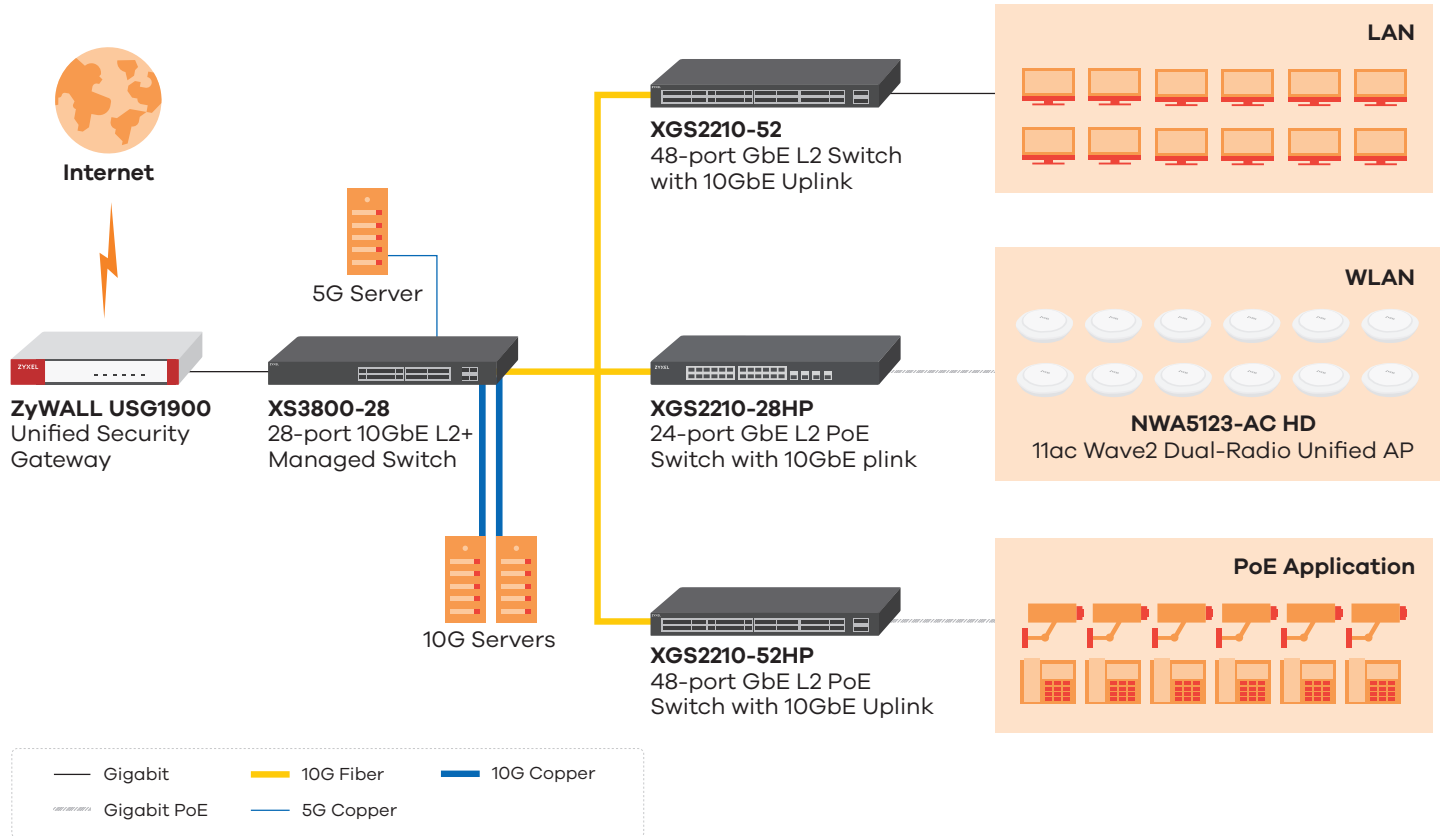 Internet
ZYXEL
ZyWALL USG1900
Unified Security
Gateway
5G Server
XS3800-28
28-port 10GbE L2+
Managed Switch
10G Servers
ZYXEL
XGS2210-52
48-port GbE L2 Switch
with 10GbE Uplink
ZYXEL
XGS2210-28HP
24-port GbE L2 PoE
Switch with 10GbE plink
ZYXEL
XGS2210-52HP
48-port GbE L2 PoE
Switch with 10GbE Uplink
LAN
WLAN
NWA5123-AC HD
11ac Wave2 Dual-Radio Unified AP
PoE Application
Gigabit
10G Fiber
10G Copper
Gigabit PoE
5G Copper